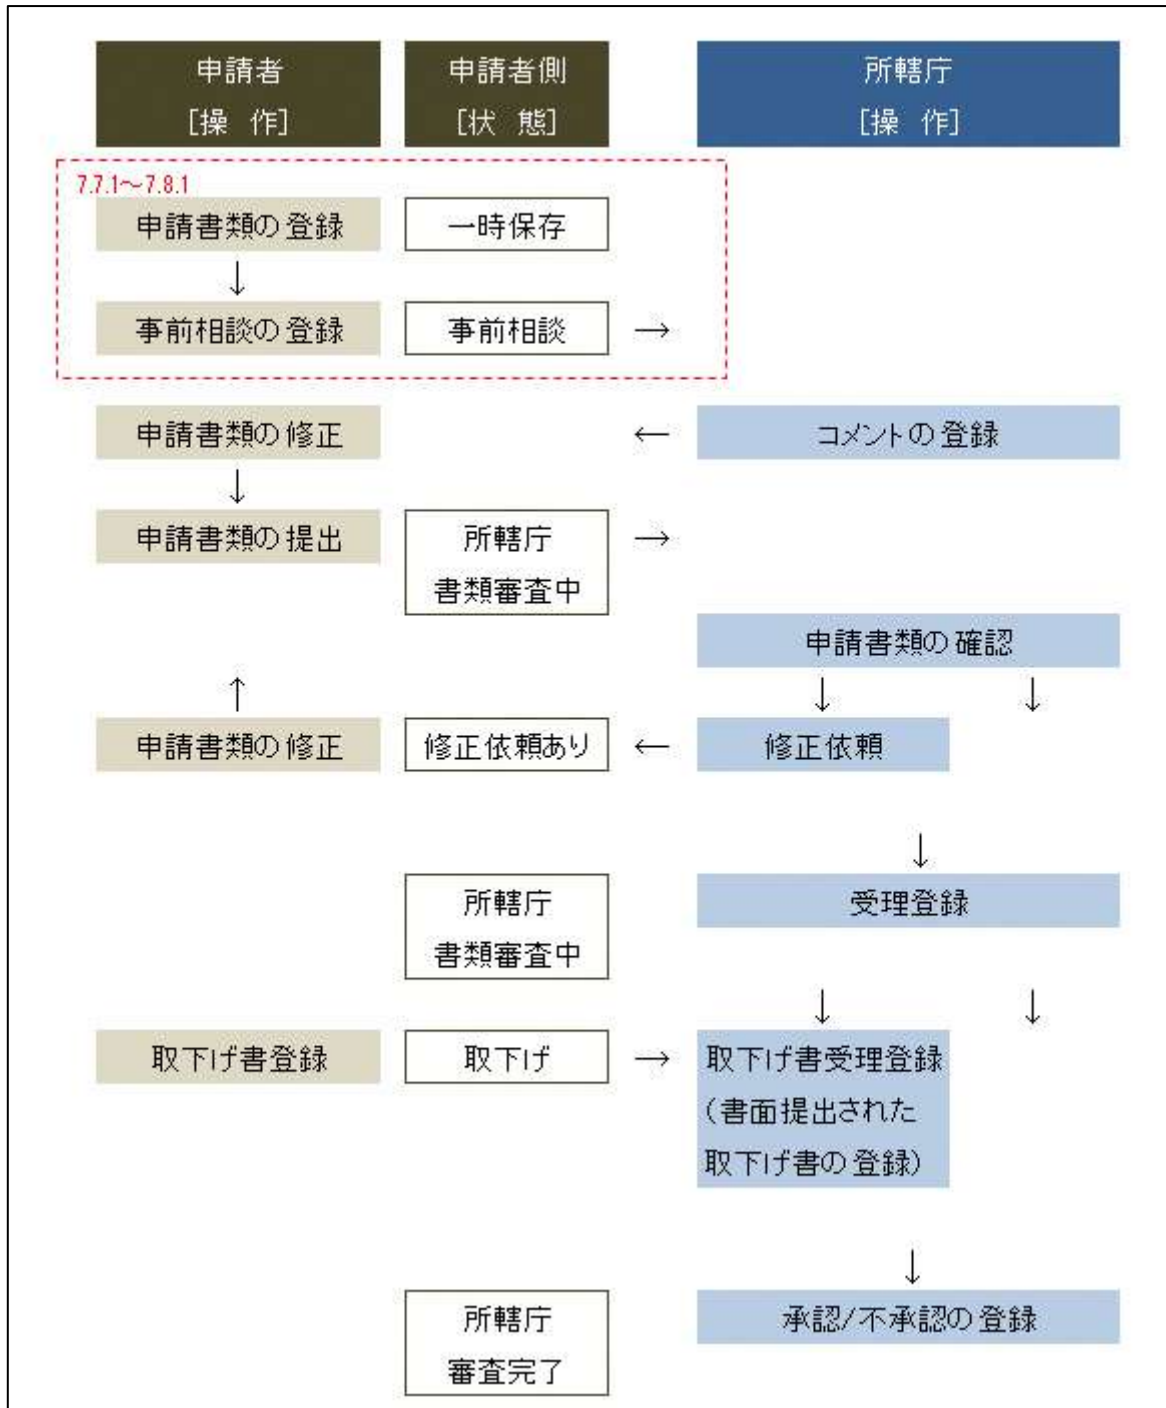 申請者
[操 作]
申請者側
[状 態]
所轄庁
[操 作]
7.7.1～7.8.1
申請書類の登録
一時保存
↓
事前相談の登録
事前相談
→
申請書類の修正
←
コメントの登録
↓
申請書類の提出
所轄庁
書類審査中
→
申請書類の確認
↑
↓
↓
申請書類の修正
修正依頼あり
←
修正依頼
↓
所轄庁
書類審査中
受理登録
↓
↓
取下げ書登録
取下げ
→
取下げ書受理登録
（書面提出された
取下げ書の登録）
↓
所轄庁
審査完了
承認/不承認の登録